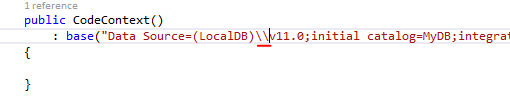 1 reference
public CodeContext()
: base("Data Source=(LocalDB)\\v11.0;initial catalog=MyDB;integrat
{
}